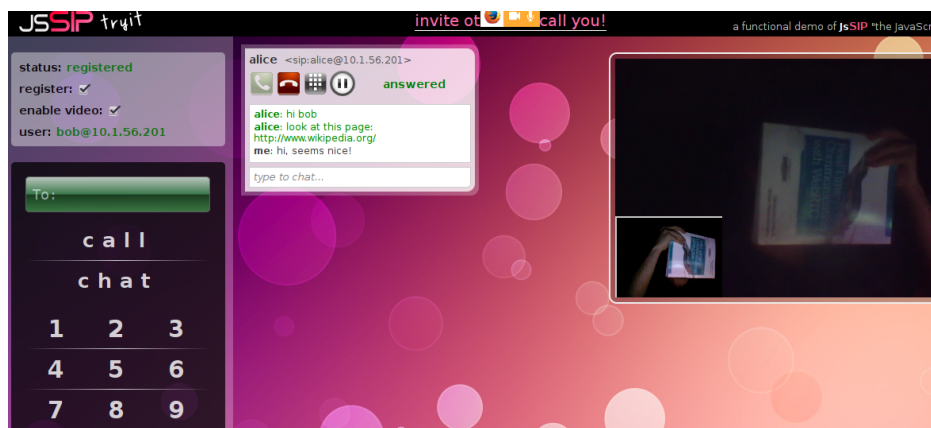 JSSIP tryit
invite ot call you!
a functional demo of JsSIP "the JavaScr
status: registered
register:
enable video:
user: bob@10.1.56.201
To:
call
chat
1 2 3
4 5 6
7 8 9
alice <sip:alice@10.1.56.201>
answered
alice: hi bob
alice: look at this page:
http://www.wikipedia.org/
me: hi, seems nice!
type to chat...